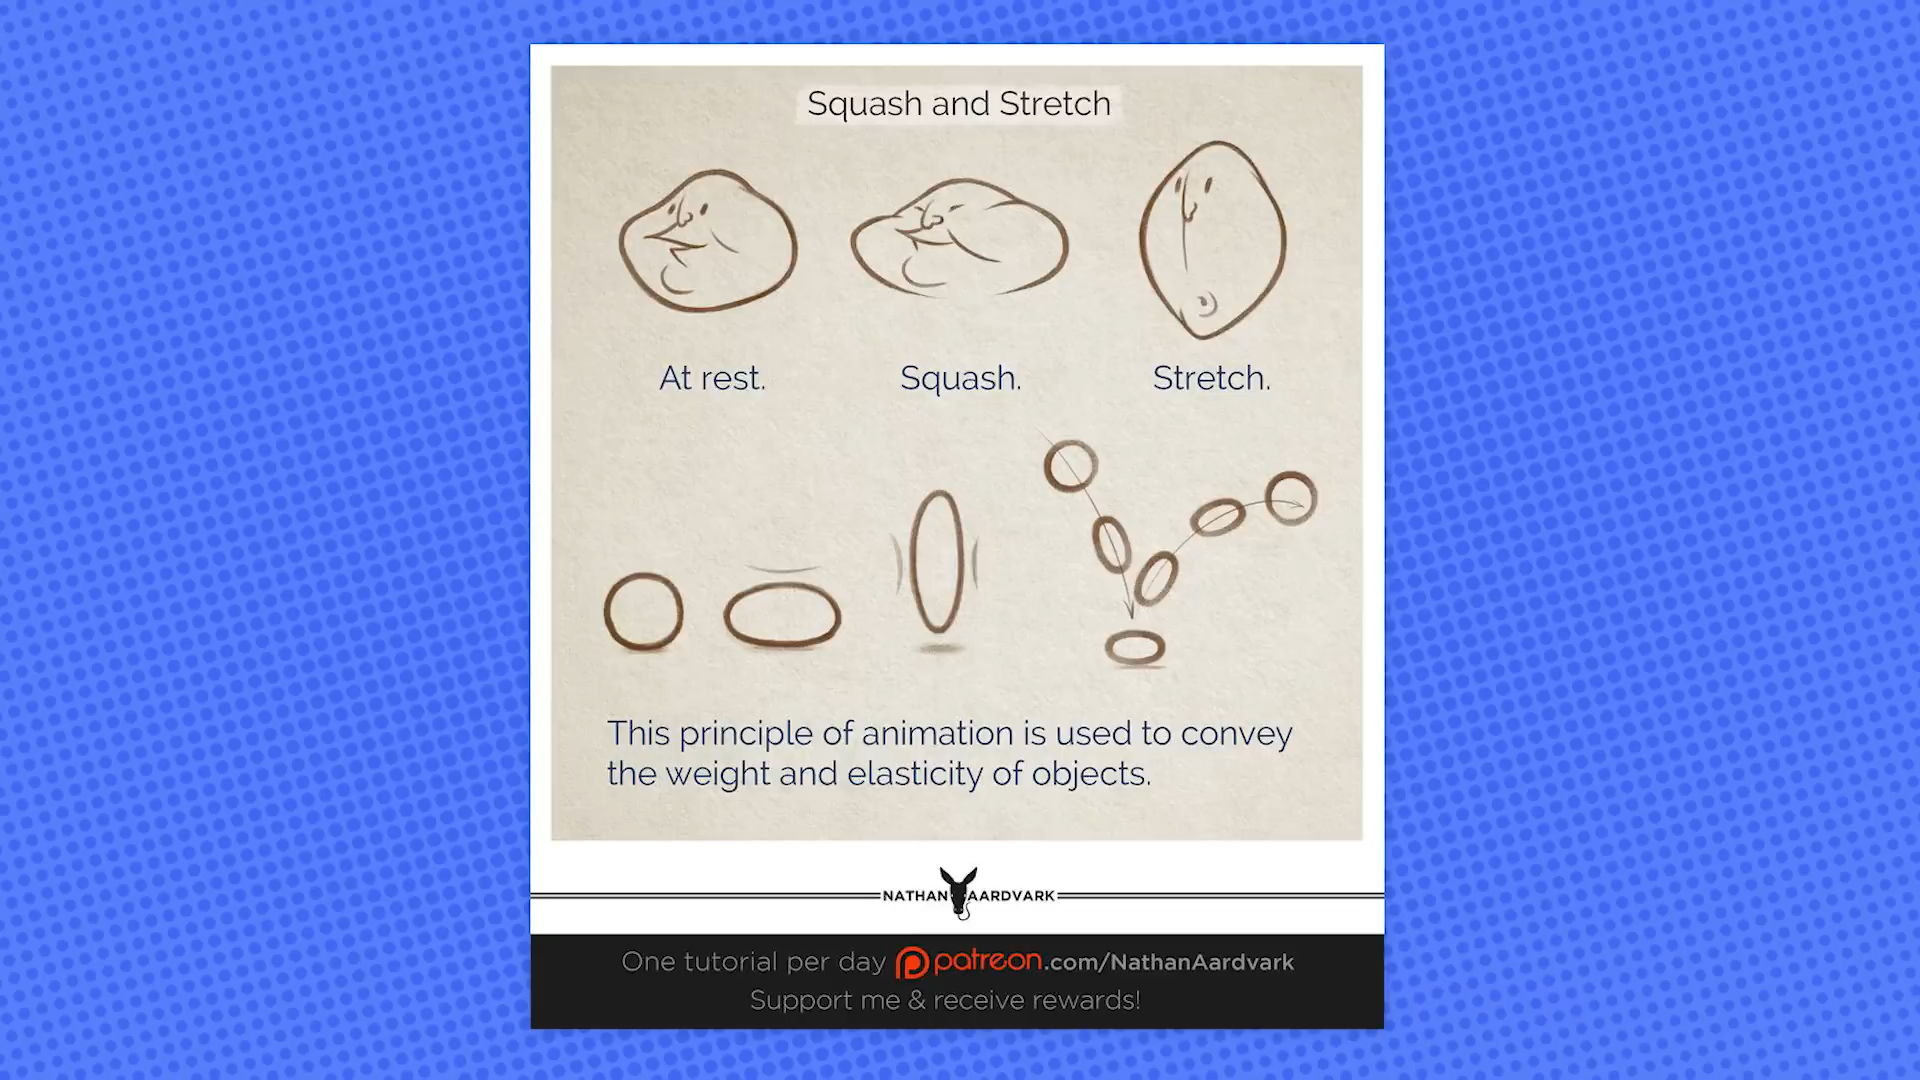 Squash and Stretch
At rest.
Squash.
Stretch.
This principle of animation is used to convey
the weight and elasticity of objects.
NATHAN AARDVARK
One tutorial per day patreon.com/NathanAardvark
Support me & receive rewards!